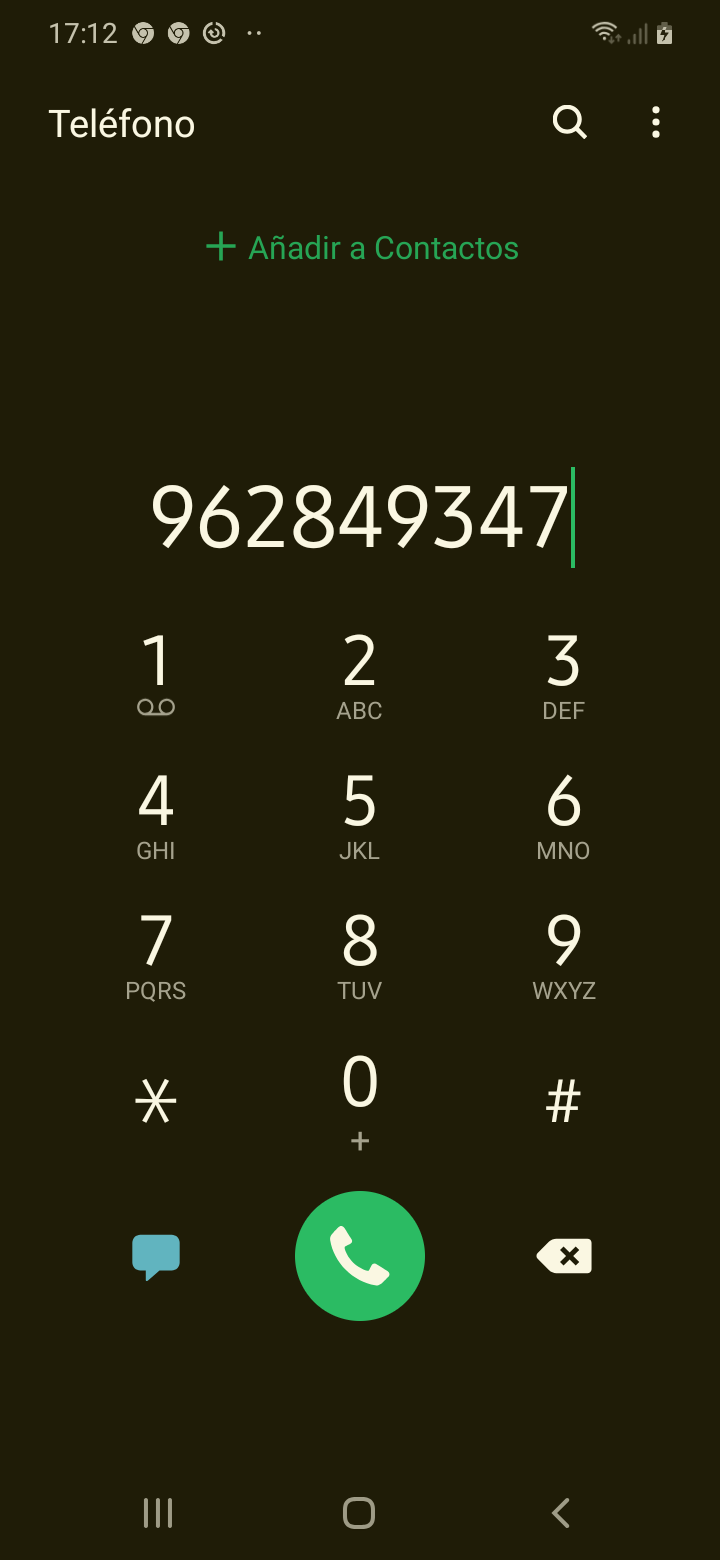 17:12
Teléfono
+ Añadir a Contactos
962849347
1 2 3
ABC DEF
4 5 6
GHI JKL MNO
7 8 9
PQRS TUV WXYZ
* 0 #
+